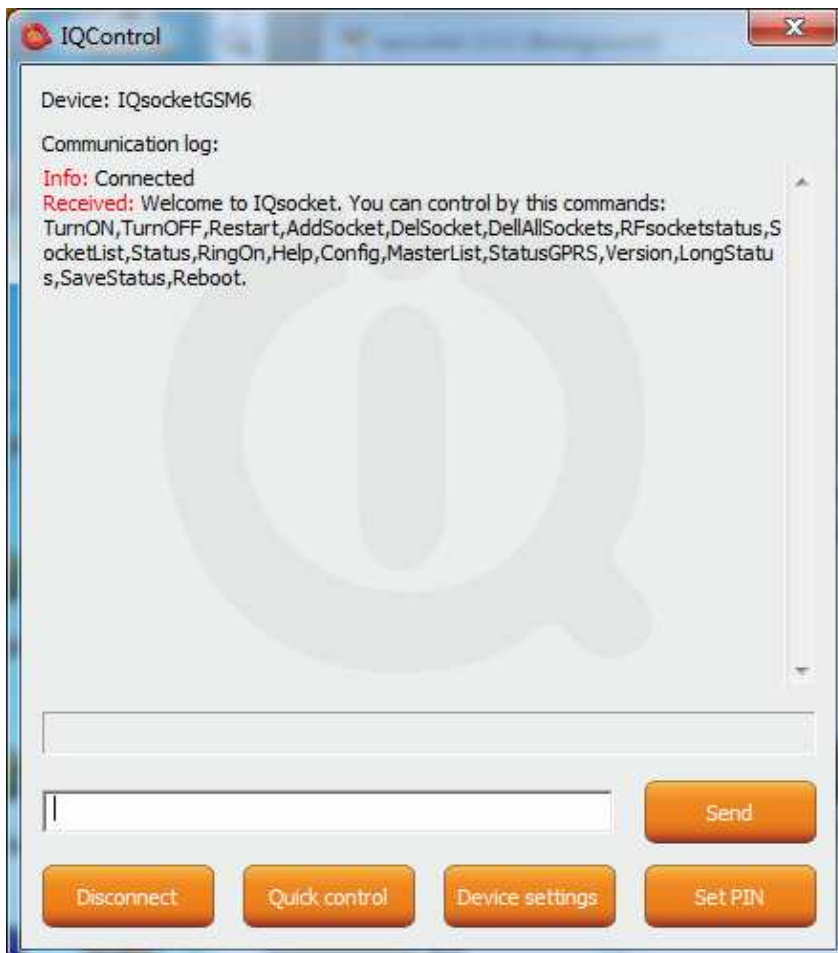 IQControl
Device: IQsocketGSM6
Communication log:
Info: Connected
Received: Welcome to IQsocket. You can control by this commands:
TurnON,TurnOFF,Restart,AddSocket,DelSocket,DellAllSockets,RFsocketstatus,S
ocketList,Status,RingOn,Help,Config,MasterList,StatusGPRS,Version,LongStatu
s,SaveStatus,Reboot.
Send
Disconnect Quick control Device settings Set PIN